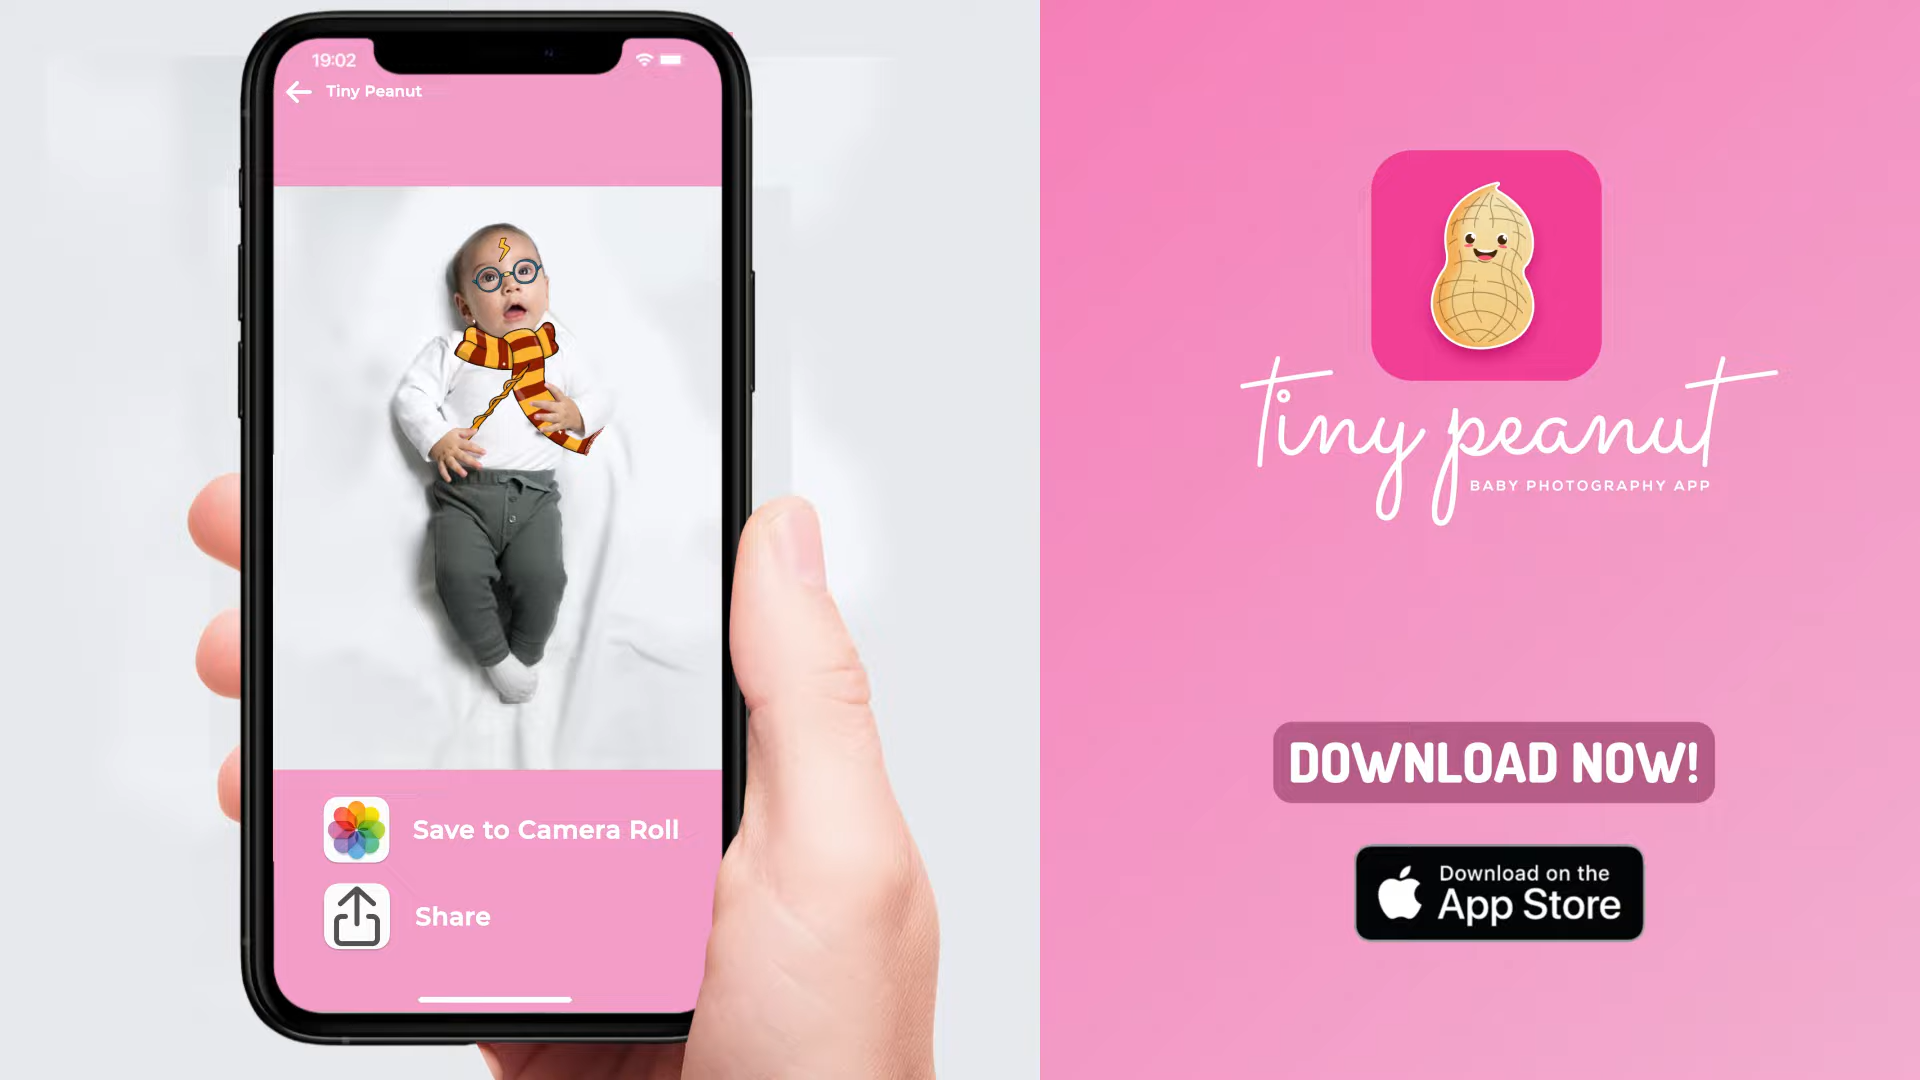 19:02
Tiny Peanut
Save to Camera Roll
Share
tiny peanut
BABY PHOTOGRAPHY APP
DOWNLOAD NOW!
Download on the
App Store